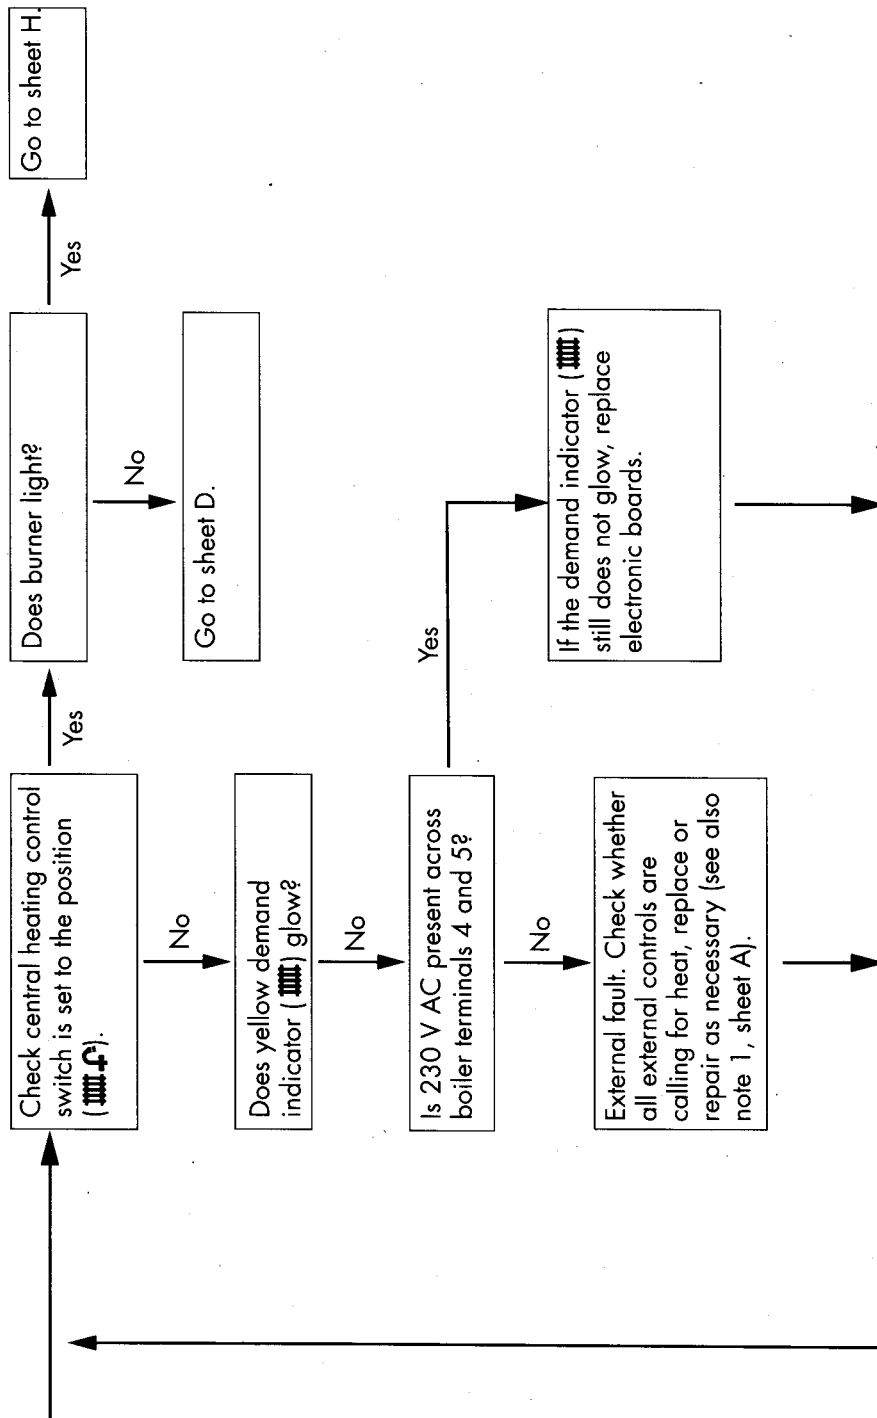 Check central heating control
switch is set to the position
( ).
Yes
Does burner light?
Yes
Go to sheet H.
No
No
Go to sheet D.
Does yellow demand
indicator ( ) glow?
No
Is 230 V AC present across
boiler terminals 4 and 5?
Yes
If the demand indicator ( )
still does not glow, replace
electronic boards.
No
External fault. Check whether
all external controls are
calling for heat, replace or
repair as necessary (see also
note 1, sheet A).